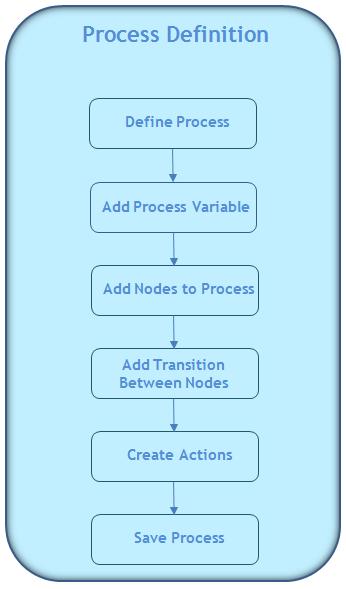 Process Definition
Define Process
Add Process Variable
Add Nodes to Process
Add Transition
Between Nodes
Create Actions
Save Process